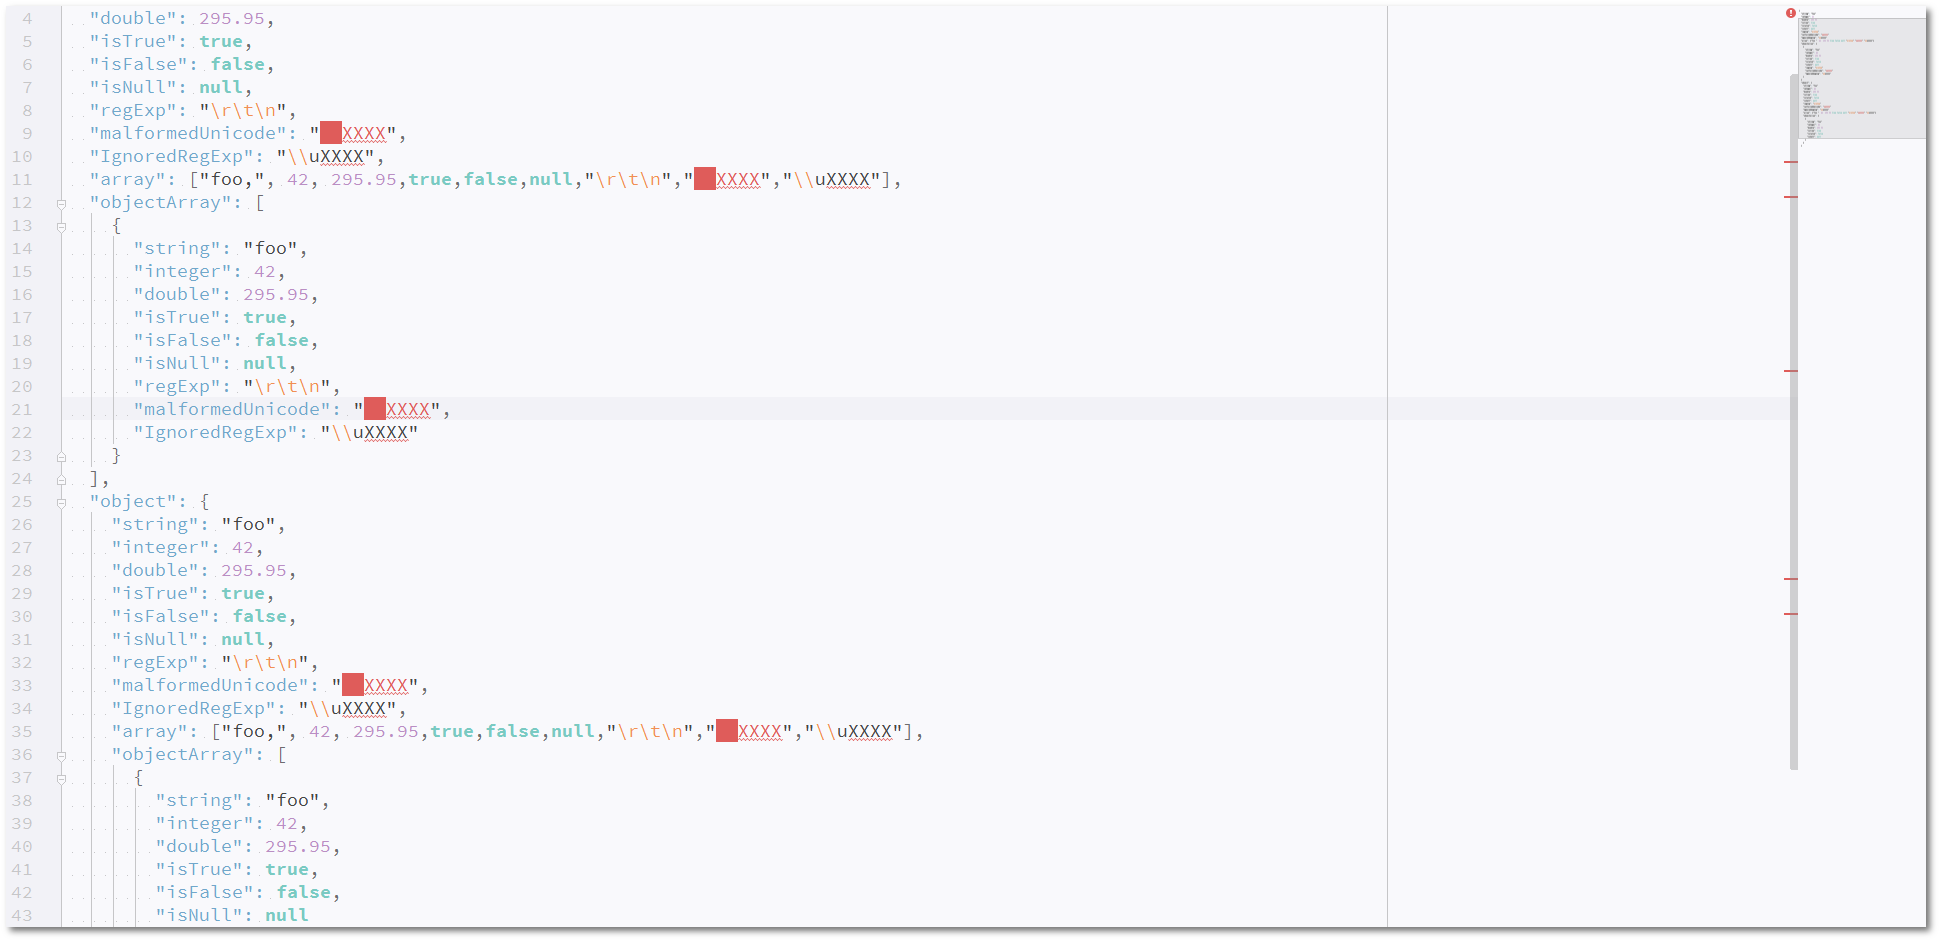 4 "double": 295.95,
5 "isTrue": true,
6 "isFalse": false,
7 "isNull": null,
8 "regExp": "\r\t\n",
9 "malformedUnicode": "XXXX",
10 "IgnoredRegExp": "\\uXXXX",
11 "array": ["foo,", 42, 295.95,true,false,null,"\r\t\n","XXXX","\\uXXXX"],
12 "objectArray": [
13 {
14 "string": "foo",
15 "integer": 42,
16 "double": 295.95,
17 "isTrue": true,
18 "isFalse": false,
19 "isNull": null,
20 "regExp": "\r\t\n",
21 "malformedUnicode": "XXXX",
22 "IgnoredRegExp": "\\uXXXX"
23 }
24 ],
25 "object": {
26 "string": "foo",
27 "integer": 42,
28 "double": 295.95,
29 "isTrue": true,
30 "isFalse": false,
31 "isNull": null,
32 "regExp": "\r\t\n",
33 "malformedUnicode": "XXXX",
34 "IgnoredRegExp": "\\uXXXX",
35 "array": ["foo,", 42, 295.95,true,false,null,"\r\t\n","XXXX","\\uXXXX"],
36 "objectArray": [
37 {
38 "string": "foo",
39 "integer": 42,
40 "double": 295.95,
41 "isTrue": true,
42 "isFalse": false,
43 "isNull": null